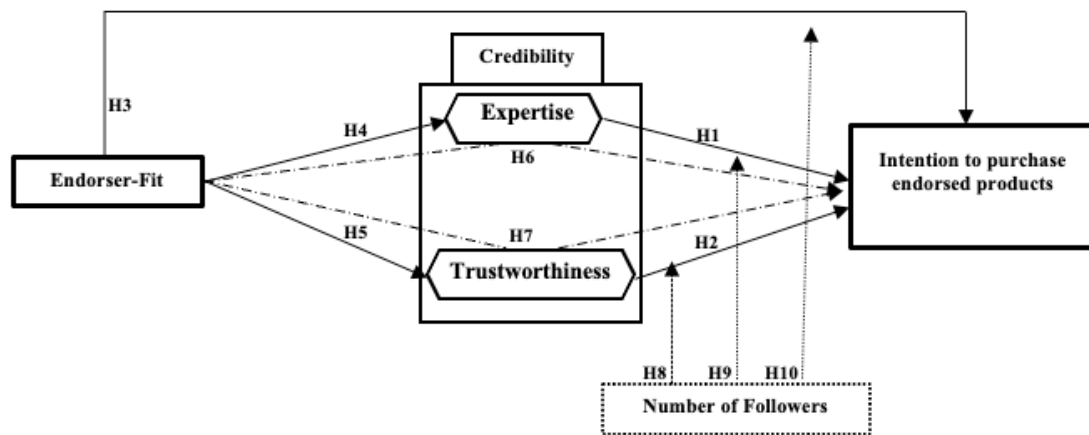 Credibility
H3
Expertise
H4
H1
H6
Endorser-Fit
Intention to purchase
endorsed products
H5
H7
H2
Trustworthiness
H8
H9
H10
Number of Followers